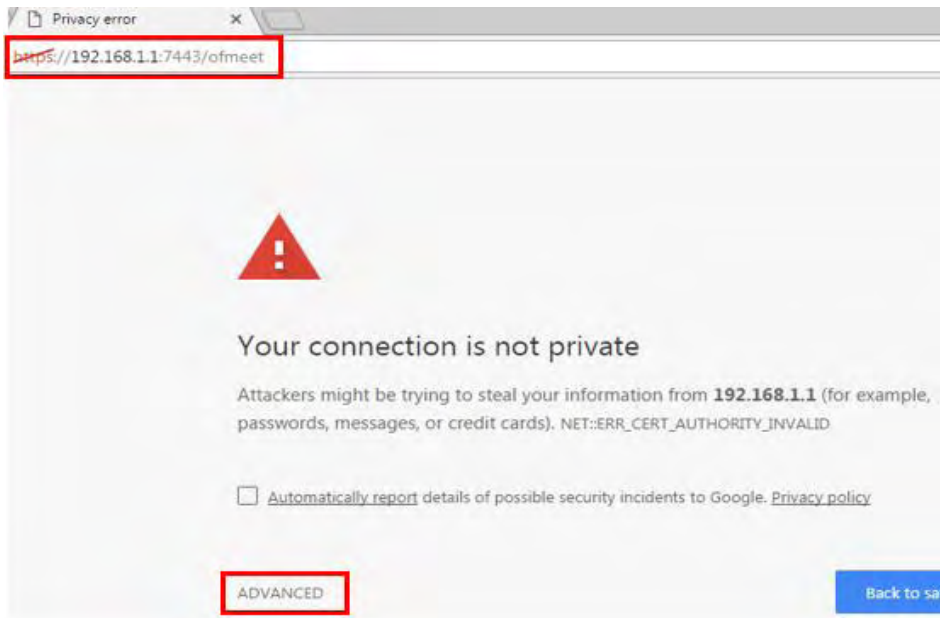 Privacy error
https://192.168.1.1:7443/ofmeet
Your connection is not private
Attackers might be trying to steal your information from 192.168.1.1 (for example,
passwords, messages, or credit cards). NET::ERR_CERT_AUTHORITY_INVALID
Automatically report details of possible security incidents to Google. Privacy policy
ADVANCED
Back to